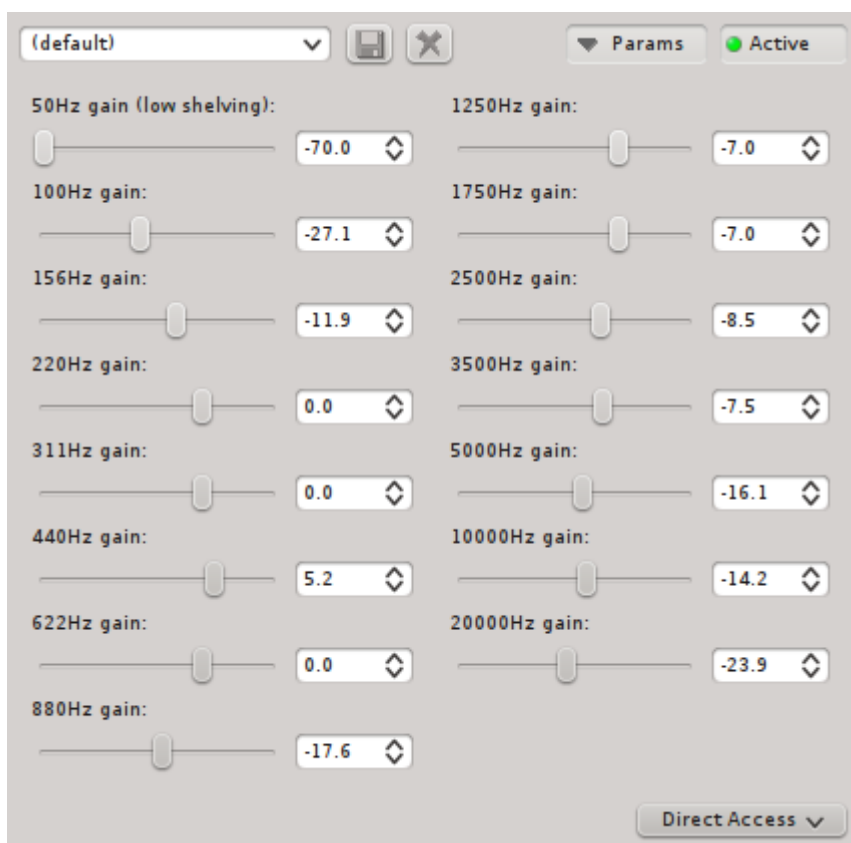 (default)
Params
Active
50Hz gain (low shelving):
-70.0
100Hz gain:
-27.1
156Hz gain:
-11.9
220Hz gain:
0.0
311Hz gain:
0.0
440Hz gain:
5.2
622Hz gain:
0.0
880Hz gain:
-17.6
1250Hz gain:
-7.0
1750Hz gain:
-7.0
2500Hz gain:
-8.5
3500Hz gain:
-7.5
5000Hz gain:
-16.1
10000Hz gain:
-14.2
20000Hz gain:
-23.9
Direct Access